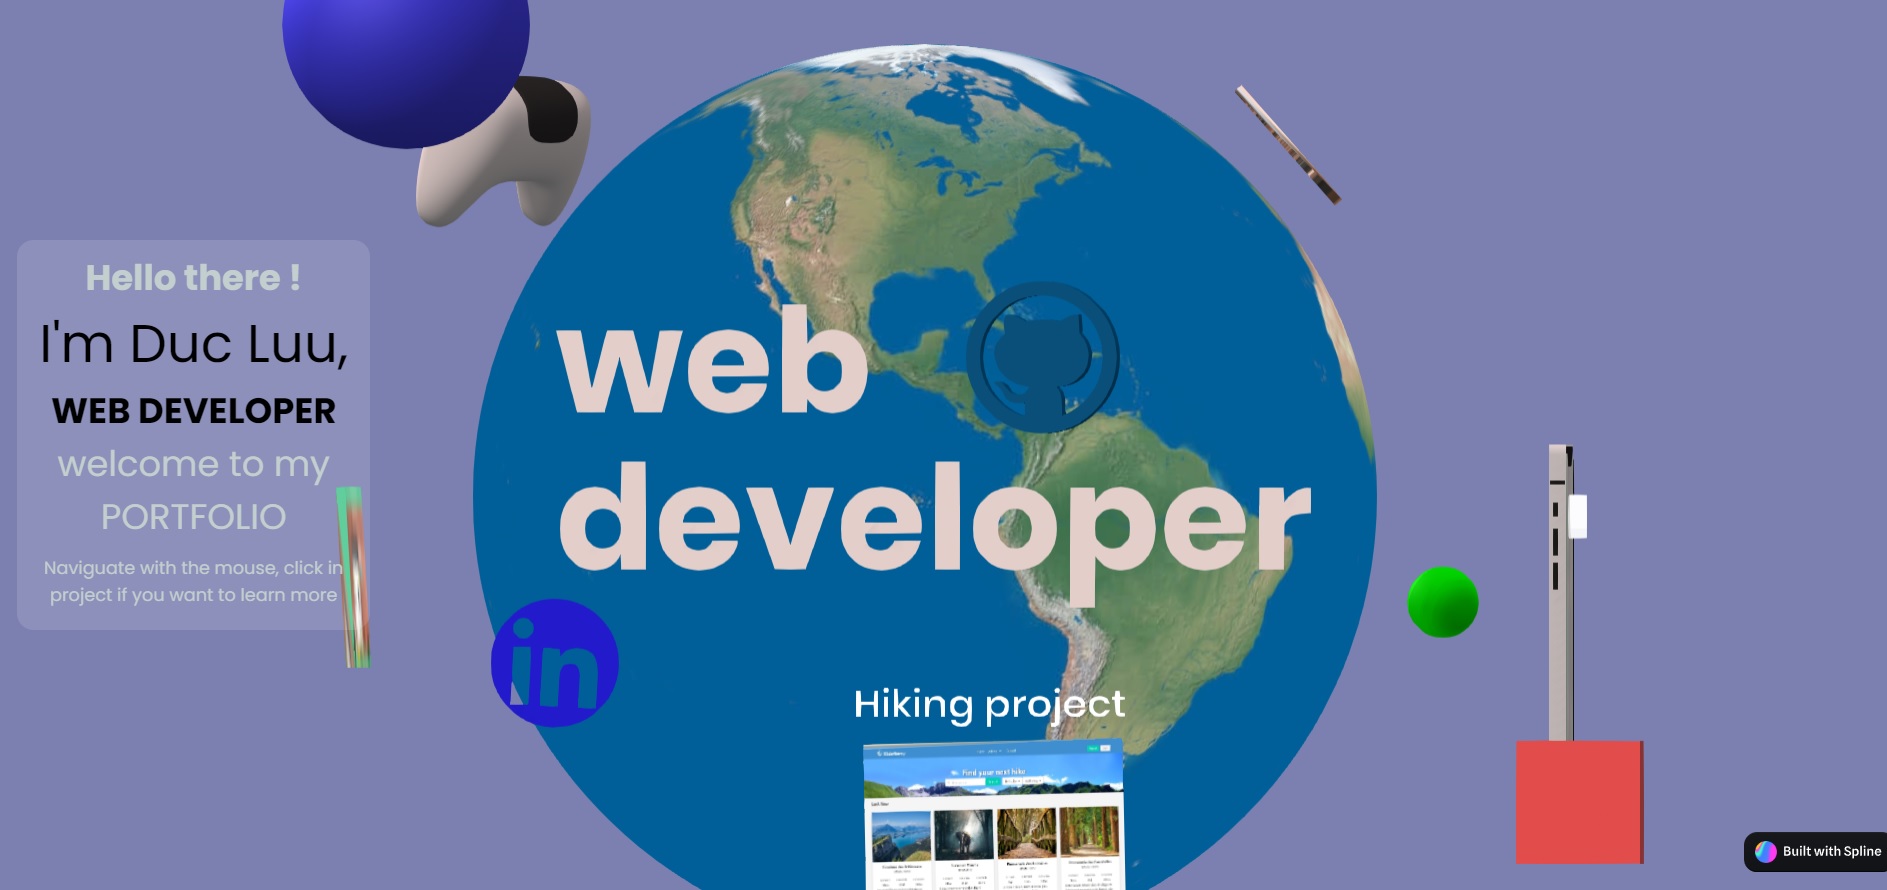 Hello there !
I'm Duc Luu,
WEB DEVELOPER
welcome to my
PORTFOLIO
Naviguate with the mouse, click in
project if you want to learn more
web
developer
in
Hiking project
Find your next hike
Built with Spline